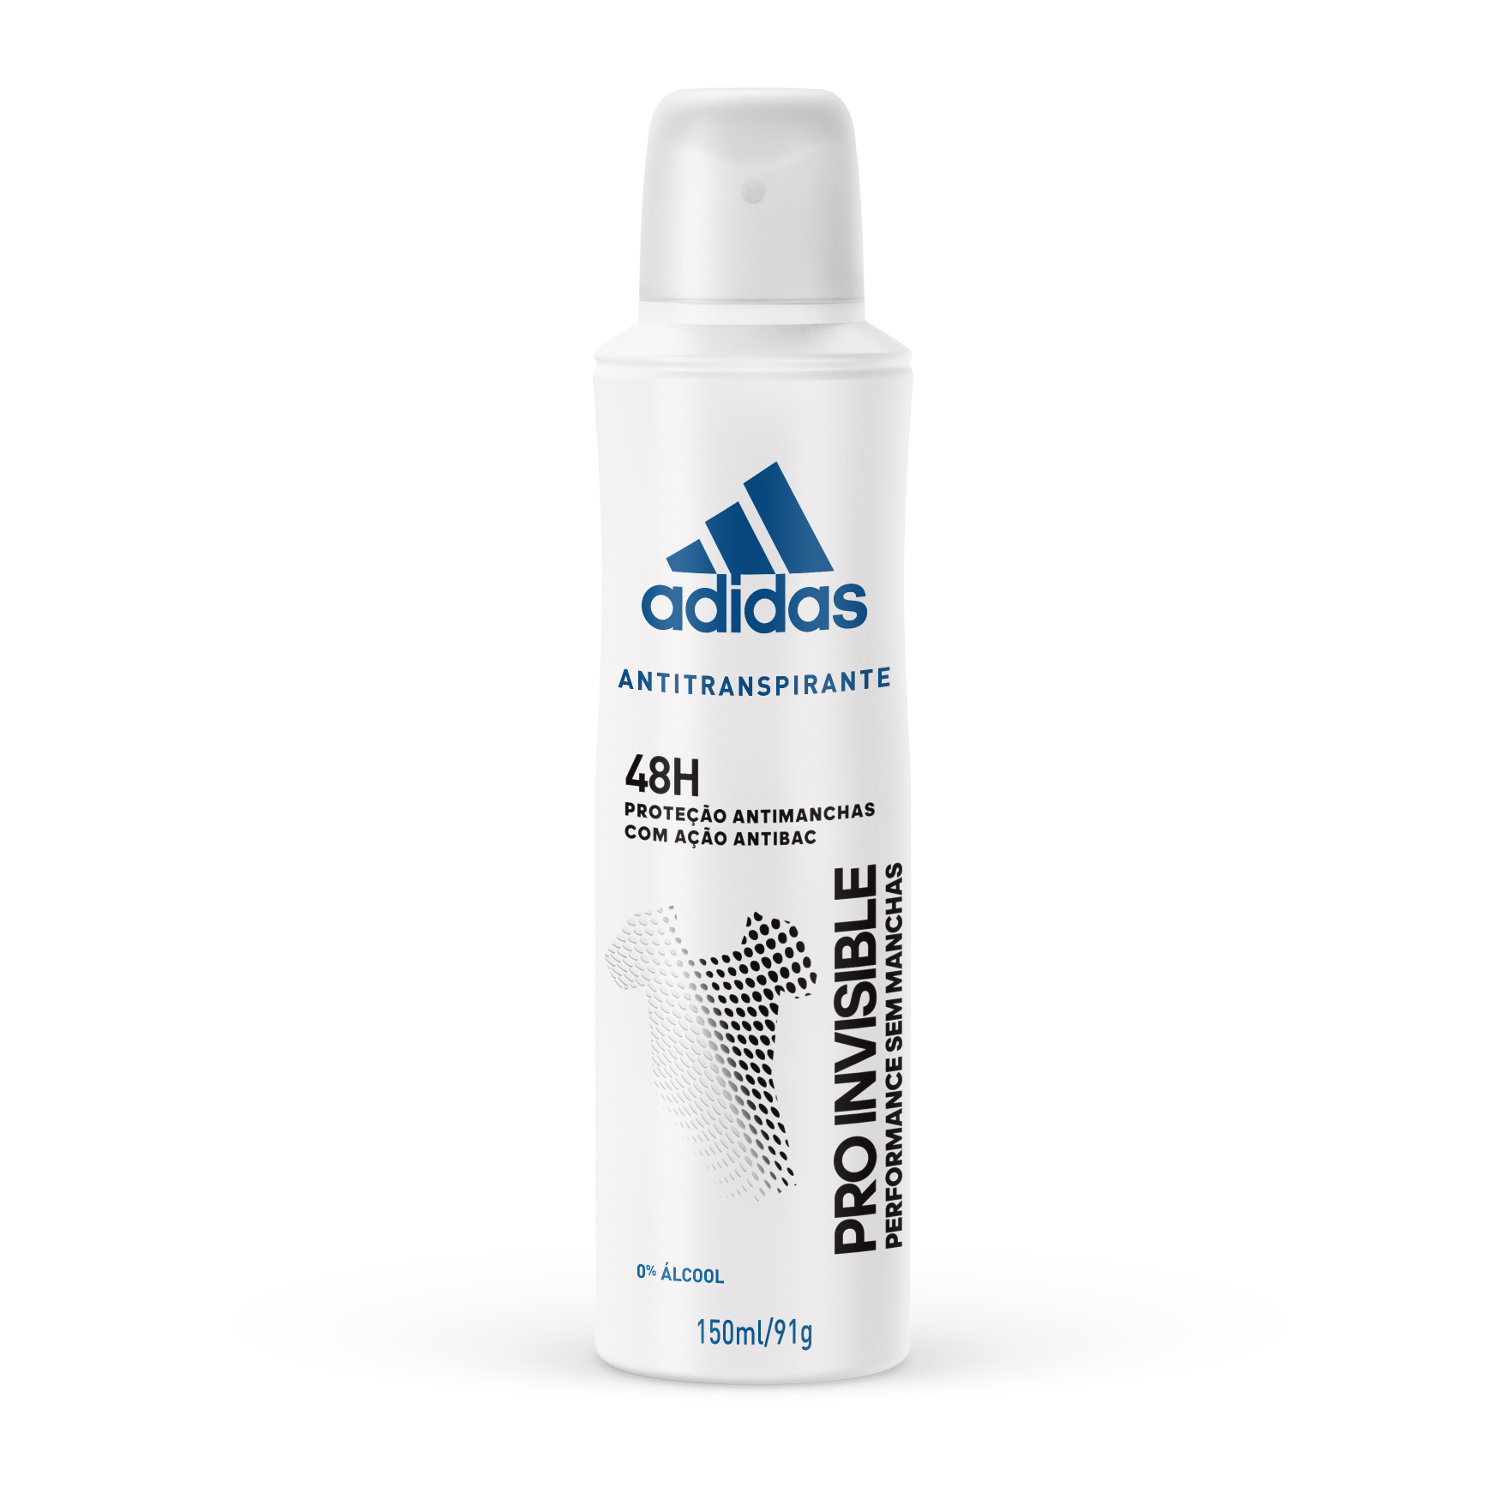 adidas
ANTITRANSPIRANTE
48H
PROTEÇÃO ANTIMANCHAS
COM AÇÃO ANTIBAC
PRO INVISIBLE
PERFORMANCE SEM MANCHAS
0% ÁLCOOL
150ml/91g